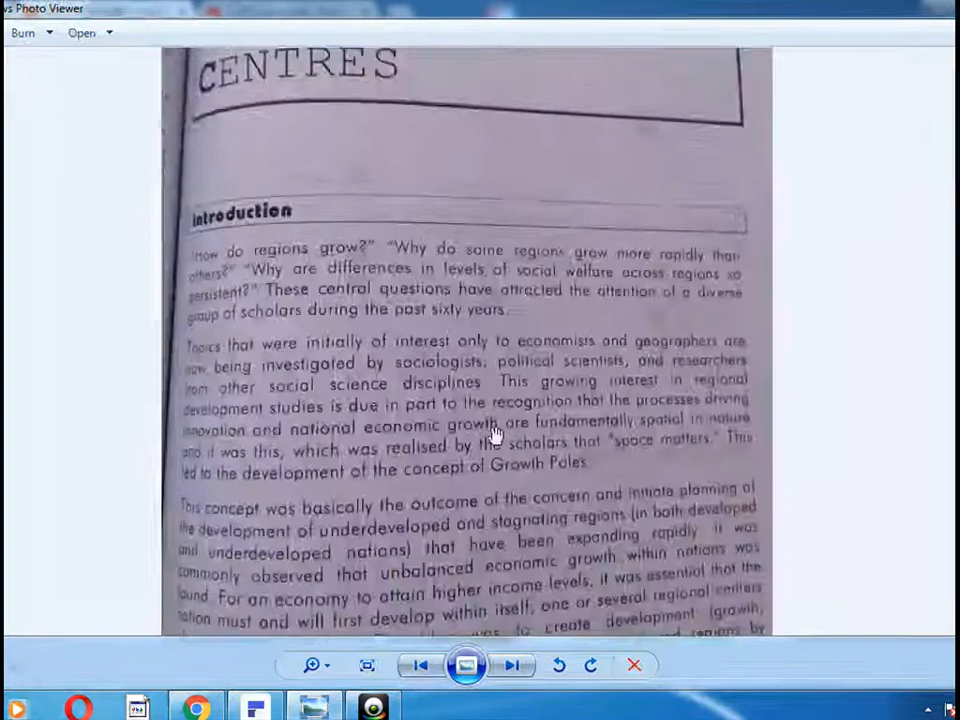 ws Photo Viewer
Burn Open
CENTRES
Introduction
"How do regions grow?" "Why do some regions grow more rapidly than
others?" "Why are differences in levels of social welfare across regions so
persistent?" These central questions have attracted the attention of a diverse
group of scholars during the past sixty years.
Topics that were initially of interest only to economists and geographers are
now being investigated by sociologists, political scientists, and researchers
from other social science disciplines This growing interest in regional
development studies is due in part to the recognition that the processes driving
innovation and national economic growth are fundamentally spatial in nature
and it was this, which was realised by the scholars that "space matters." This
led to the development of the concept of Growth Poles.
This concept was basically the outcome of the concern and initiate planning of
the development of underdeveloped and stagnating regions (in both developed
and underdeveloped nations) that have been expanding rapidly it was
commonly observed that unbalanced economic growth within nations was
found. For an economy to attain higher income levels, it was essential that the
nation must and will first develop within itself, one or several regional centers
to create development (growth,
regions by